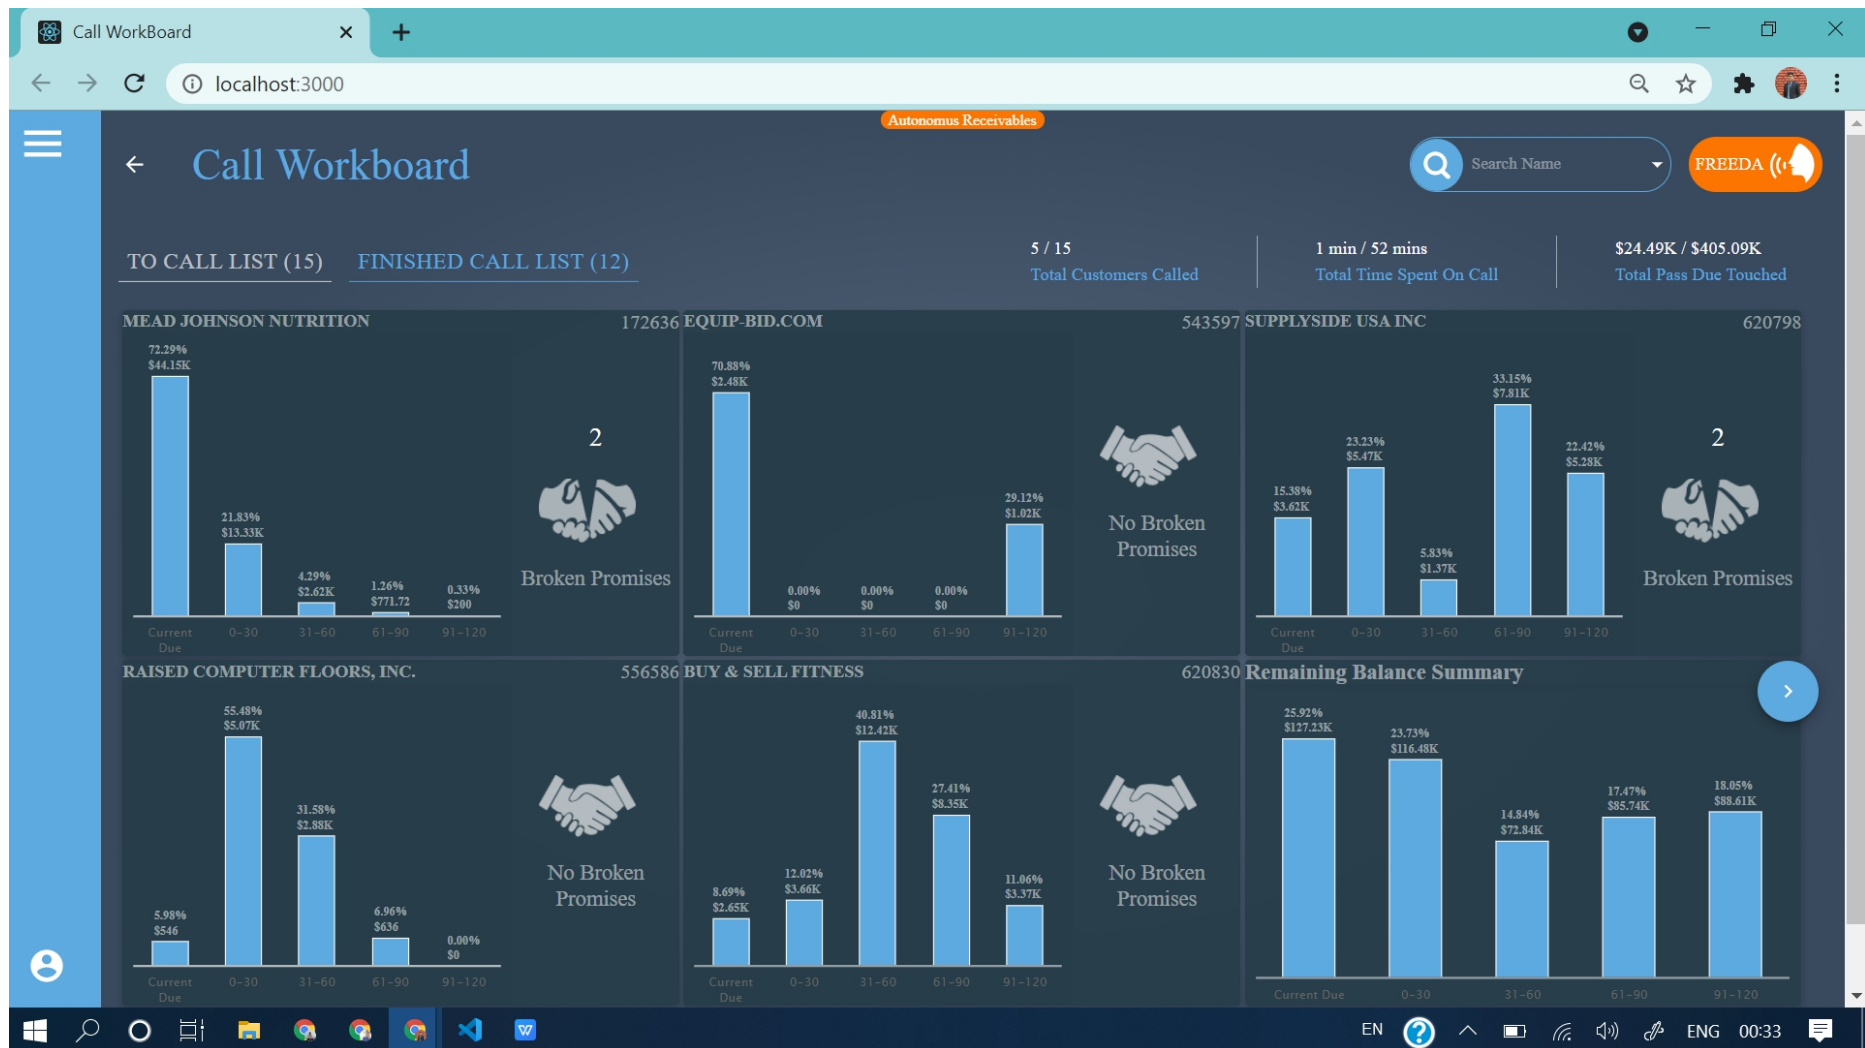 Call WorkBoard
localhost:3000
Autonomus Receivables
Call Workboard
Search Name
FREEDA
TO CALL LIST (15)
FINISHED CALL LIST (12)
5 / 15
Total Customers Called
1 min / 52 mins
Total Time Spent On Call
$24.49K / $405.09K
Total Pass Due Touched
MEAD JOHNSON NUTRITION
172636
72.29%
$44.15K
21.83%
$13.33K
4.29%
$2.62K
1.26%
$771.72
0.33%
$200
Current
Due
0-30
31-60
61-90
91-120
2
Broken Promises
EQUIP-BID.COM
543597
70.88%
$2.48K
0.00%
$0
0.00%
$0
0.00%
$0
29.12%
$1.02K
Current
Due
0-30
31-60
61-90
91-120
No Broken
Promises
SUPPLYSIDE USA INC
620798
15.38%
$3.62K
23.23%
$5.47K
5.83%
$1.37K
33.15%
$7.81K
22.42%
$5.28K
Current
Due
0-30
31-60
61-90
91-120
2
Broken Promises
RAISED COMPUTER FLOORS, INC.
556586
5.98%
$546
55.48%
$5.07K
31.58%
$2.88K
6.96%
$636
0.00%
$0
Current
Due
0-30
31-60
61-90
91-120
No Broken
Promises
BUY & SELL FITNESS
620830
8.69%
$2.65K
12.02%
$3.66K
40.81%
$12.42K
27.41%
$8.35K
11.06%
$3.37K
Current
Due
0-30
31-60
61-90
91-120
No Broken
Promises
Remaining Balance Summary
25.92%
$127.23K
23.73%
$116.48K
14.84%
$72.84K
17.47%
$85.74K
18.05%
$88.61K
Current Due
0-30
31-60
61-90
91-120
EN
ENG
00:33